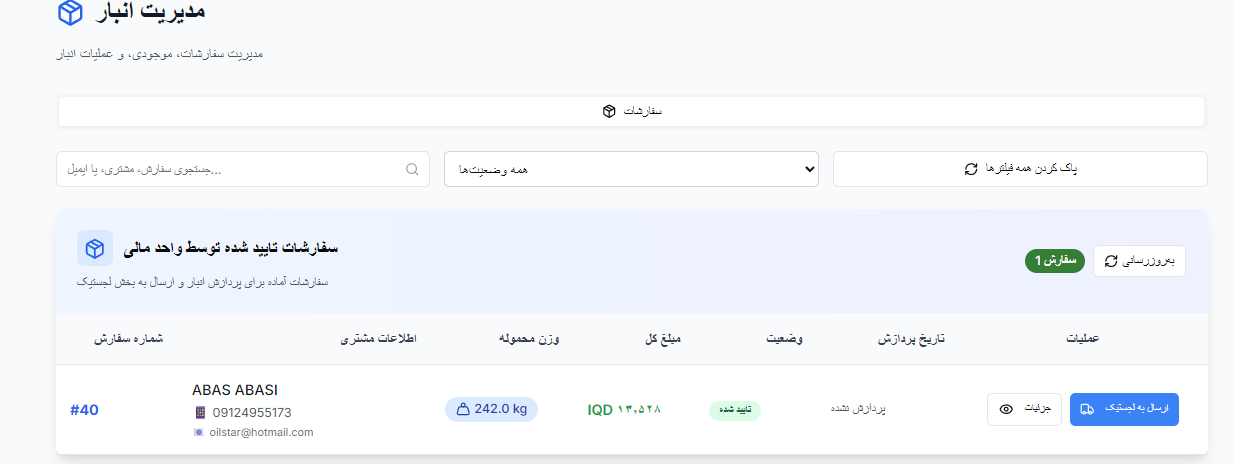 مدیریت انبار
مدیریت سفارشات، موجودی، و عملیات انبار
سفارشات
جستجوی سفارش، مشتری، یا ایمیل...
همه وضعیت‌ها
پاک کردن همه فیلترها
سفارشات تایید شده توسط واحد مالی
سفارشات آماده برای پردازش انبار و ارسال به بخش لجستیک
1 سفارش
به‌روزرسانی
شماره سفارش
اطلاعات مشتری
وزن محموله
مبلغ کل
وضعیت
تاریخ پردازش
عملیات
#40
ABAS ABASI
09124955173
oilstar@hotmail.com
242.0 kg
IQD ۱۳,۵۲۸
تایید شده
پردازش نشده
جزئیات
ارسال به لجستیک